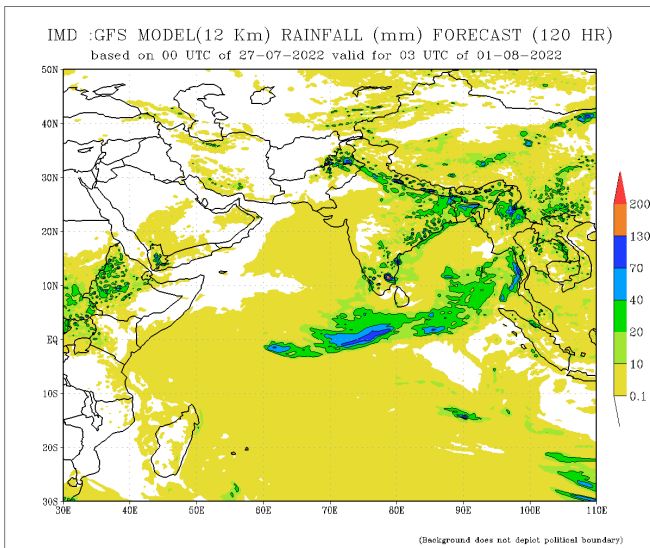 IMD :GFS MODEL(12 Km) RAINFALL (mm) FORECAST (120 HR)
based on 00 UTC of 27-07-2022 valid for 03 UTC of 01-08-2022
50N
40N
30N
20N
10N
EQ
10S
20S
30S
30E 40E 50E 60E 70E 80E 90E 100E 110E
200
130
70
40
20
10
0.1
(Background does not depict political boundary)